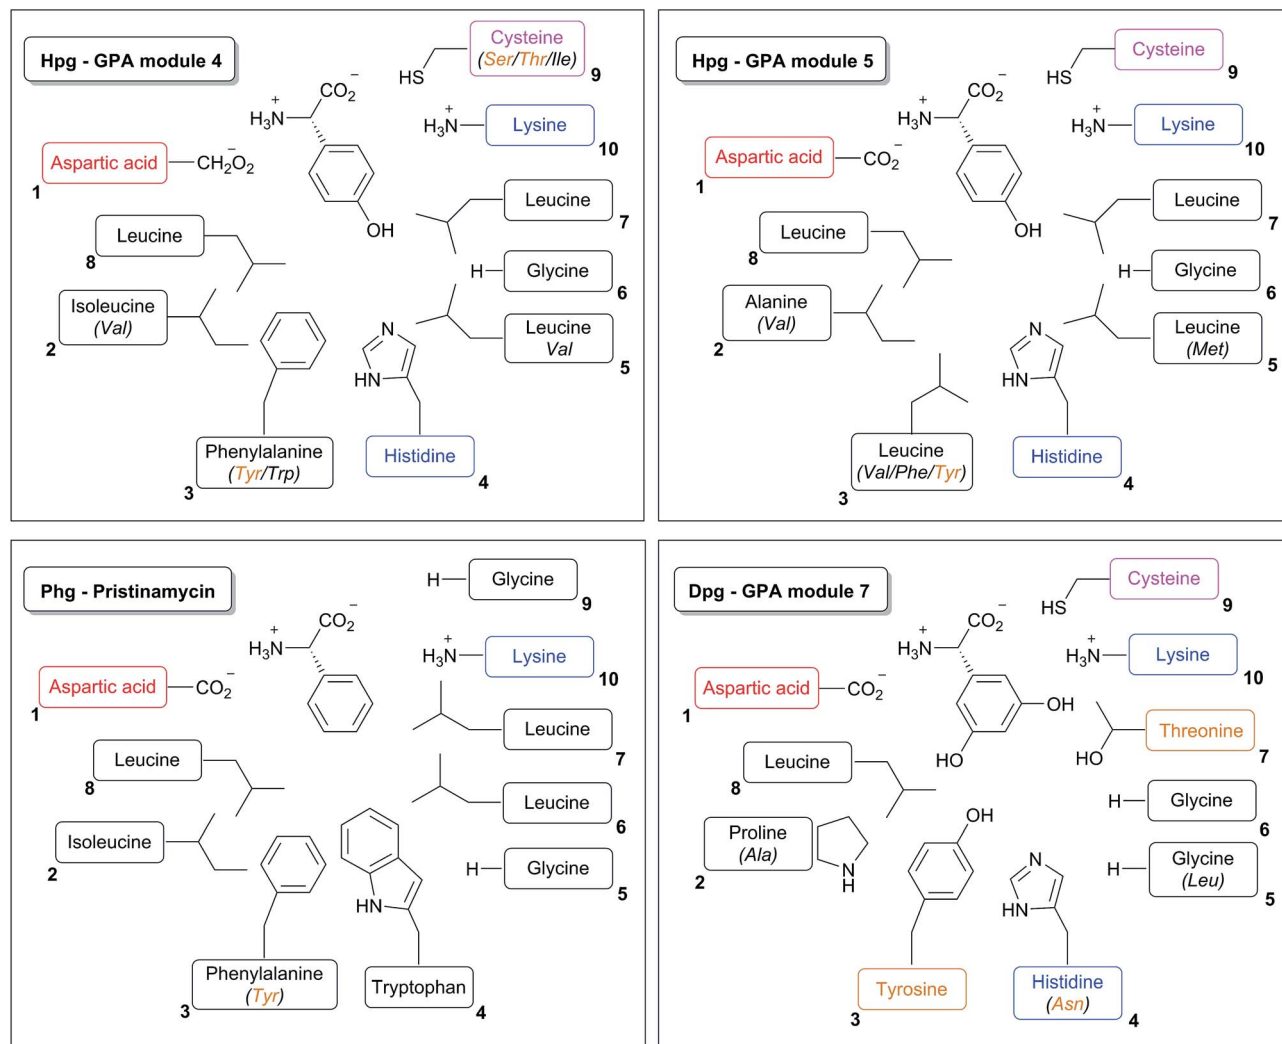 Hpg - GPA module 4
Cysteine
(Ser/Thr/Ile)
9
HS
CO2−
H3N+
H3N+
Lysine
10
Aspartic acid
CH2O2−
1
OH
Leucine
7
Leucine
8
H
Glycine
6
Isoleucine
(Val)
2
Leucine
Val
5
N
HN
Phenylalanine
(Tyr/Trp)
3
Histidine
4
Hpg - GPA module 5
Cysteine
9
HS
CO2−
H3N+
H3N+
Lysine
10
Aspartic acid
CO2−
1
OH
Leucine
7
Leucine
8
H
Glycine
6
Alanine
(Val)
2
Leucine
(Met)
5
N
HN
Leucine
(Val/Phe/Tyr)
3
Histidine
4
Phg - Pristinamycin
H
Glycine
9
CO2−
H3N+
H3N+
Lysine
10
Aspartic acid
CO2−
1
Leucine
7
Leucine
8
Leucine
6
Isoleucine
2
H
Glycine
5
HN
Phenylalanine
(Tyr)
3
Tryptophan
4
Dpg - GPA module 7
Cysteine
9
HS
CO2−
H3N+
H3N+
Lysine
10
Aspartic acid
CO2−
1
OH
HO
Threonine
7
HO
Leucine
8
H
Glycine
6
Proline
(Ala)
2
N
H
OH
H
Glycine
(Leu)
5
N
HN
Tyrosine
3
Histidine
(Asn)
4